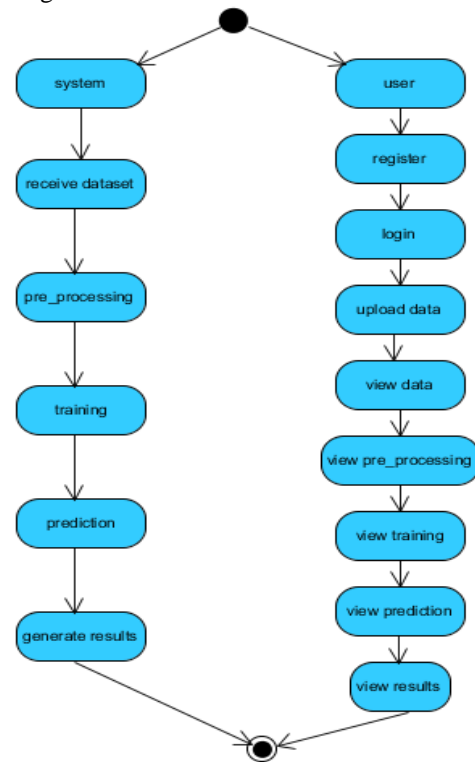 system
receive dataset
pre_processing
training
prediction
generate results
user
register
login
upload data
view data
view pre_processing
view training
view prediction
view results